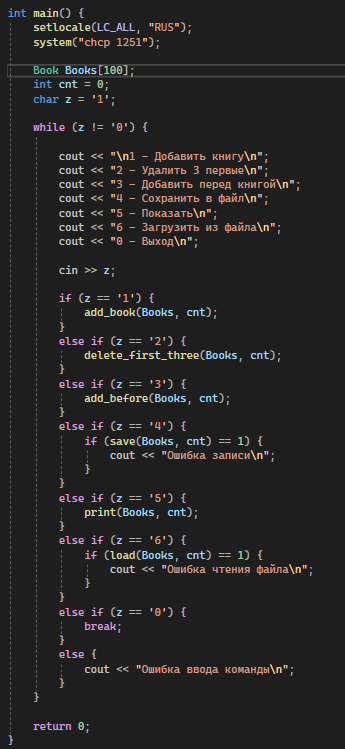 int main() {
setlocale(LC_ALL, "RUS");
system("chcp 1251");
Book Books[100];
int cnt = 0;
char z = '1';
while (z != '0') {
cout << "\n1 - Добавить книгу\n";
cout << "2 - Удалить 3 первые\n";
cout << "3 - Добавить перед книгой\n";
cout << "4 - Сохранить в файл\n";
cout << "5 - Показать\n";
cout << "6 - Загрузить из файла\n";
cout << "0 - Выход\n";
cin >> z;
if (z == '1') {
add_book(Books, cnt);
}
else if (z == '2') {
delete_first_three(Books, cnt);
}
else if (z == '3') {
add_before(Books, cnt);
}
else if (z == '4') {
if (save(Books, cnt) == 1) {
cout << "Ошибка записи\n";
}
}
else if (z == '5') {
print(Books, cnt);
}
else if (z == '6') {
if (load(Books, cnt) == 1) {
cout << "Ошибка чтения файла\n";
}
}
else if (z == '0') {
break;
}
else {
cout << "Ошибка ввода команды\n";
}
}
return 0;
}